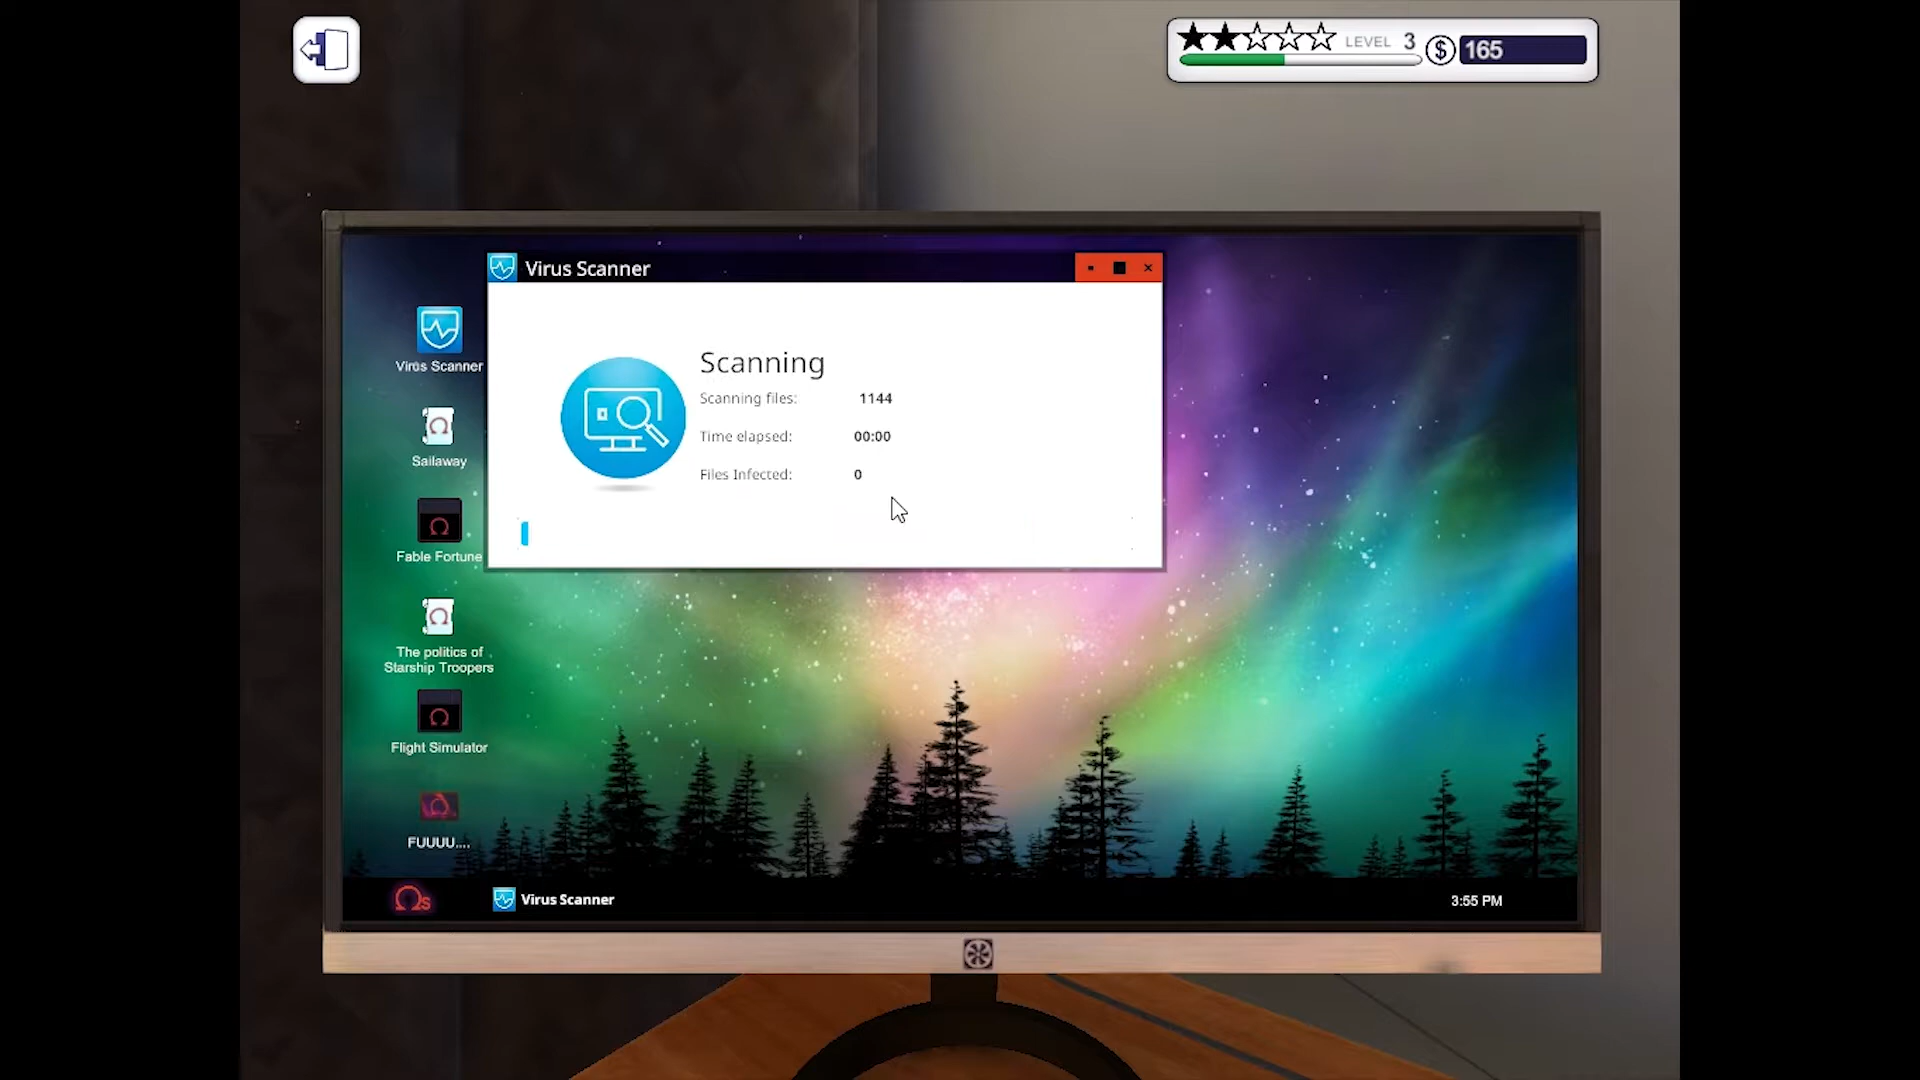 LEVEL 3
$ 165
Virus Scanner
Virus Scanner
Scanning
Scanning files: 1144
Time elapsed: 00:00
Files Infected: 0
Sailaway
Fable Fortune
The politics of
Starship Troopers
Flight Simulator
FUUUU....
Ωs
Virus Scanner
3:55 PM